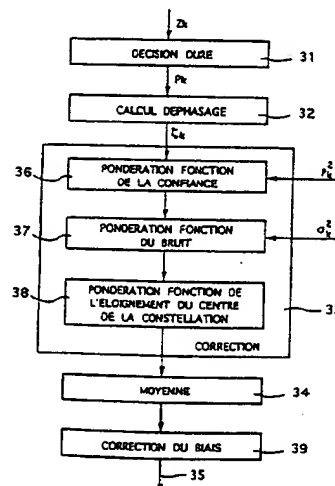 Zk
DECISION DURE
31
Pk
CALCUL DEPHASAGE
32
ζk
36
PONDERATION FONCTION
DE LA CONFIANCE
37
PONDERATION FONCTION
DU BRUIT
38
PONDERATION FONCTION DE
L'ELOIGNEMENT DU CENTRE
DE LA CONSTELLATION
CORRECTION
MOYENNE
34
CORRECTION DU BIAIS
39
35